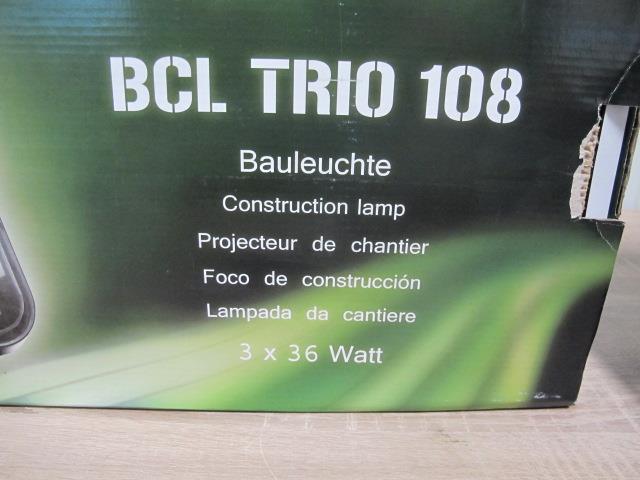 BCL TRIO 108
Bauleuchte
Construction lamp
Projecteur de chantier
Foco de construcción
Lampada da cantiere
3 x 36 Watt